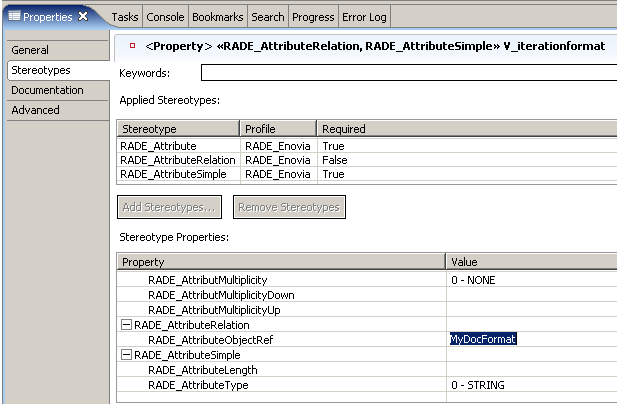 Properties Tasks Console Bookmarks Search Progress Error Log
General
Stereotypes
Documentation
Advanced
<Property> «RADE_AttributeRelation, RADE_AttributeSimple» V_iterationformat
Keywords:
Applied Stereotypes:
Stereotype Profile Required
RADE_Attribute RADE_Enovia True
RADE_AttributeRelation RADE_Enovia False
RADE_AttributeSimple RADE_Enovia True
Add Stereotypes... Remove Stereotypes
Stereotype Properties:
Property Value
RADE_AttributMultiplicity 0 - NONE
RADE_AttributMultiplicityDown
RADE_AttributMultiplicityUp
RADE_AttributeRelation
RADE_AttributeObjectRef MyDocFormat
RADE_AttributeSimple
RADE_AttributeLength
RADE_AttributeType 0 - STRING